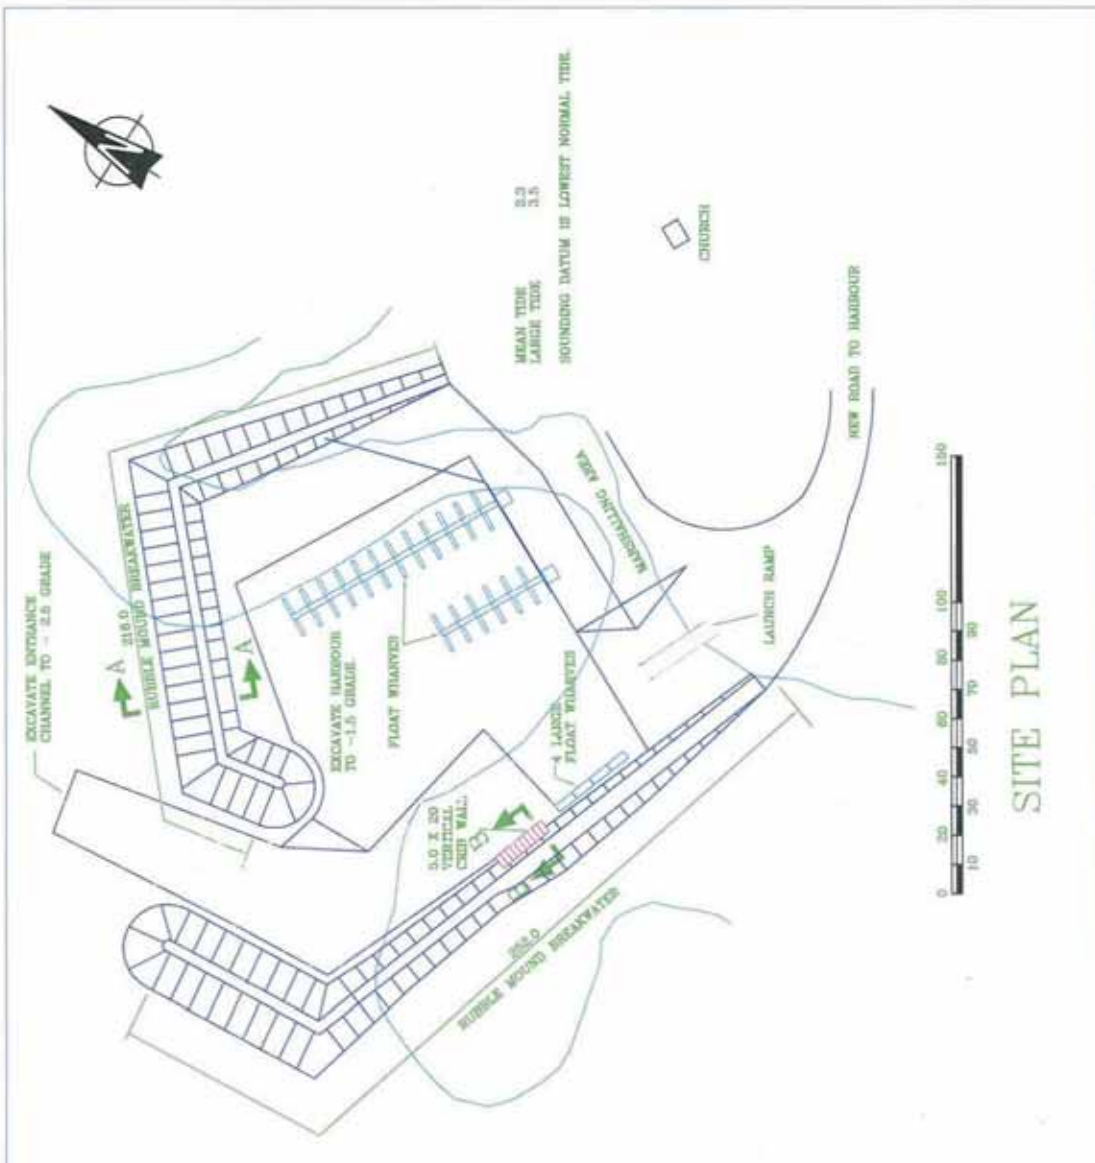 N
EXCAVATE ENTRANCE
CHANNEL TO - 2.5 GRADE
A
216.0
RUBBLE MOUND BREAKWATER
A
EXCAVATE HARBOUR
TO -1.5 GRADE.
FLOAT WHARVES
5.0 X 20
VERTICAL
CRIB WALL
B
B
4 LARGE
FLOAT WHARVES
252.0
RUBBLE MOUND BREAKWATER
MEAN TIDE
LARGE TIDE 3.5
SOUNDING DATUM IS LOWEST NORMAL TIDE.
CHURCH
MARSHALLING AREA
LAUNCH RAMP
NEW ROAD TO HARBOUR
0 10 20 30 40 50 60 70 80 90 100 150
SITE PLAN